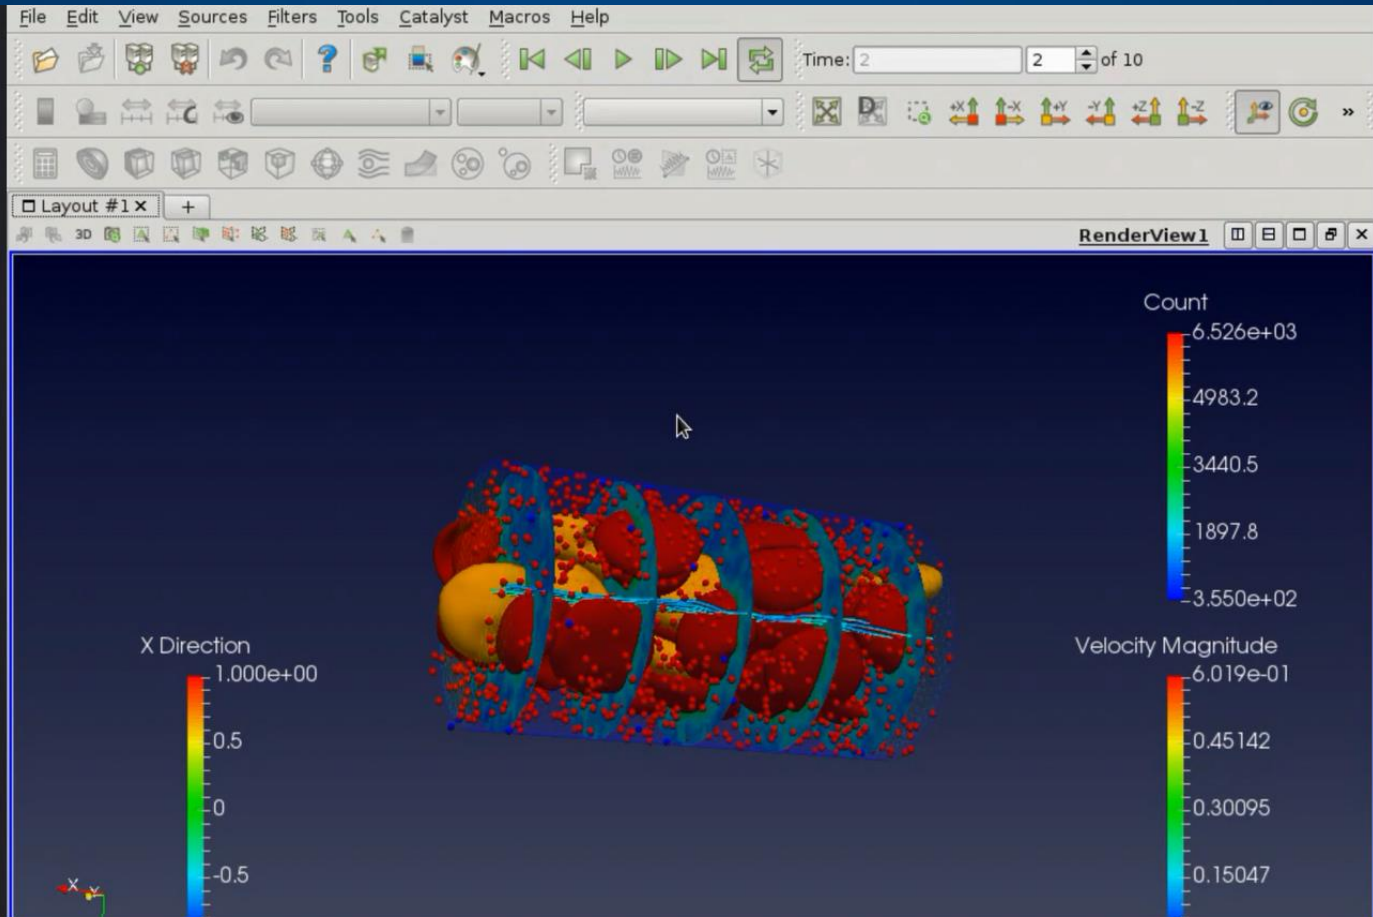 File Edit View Sources Filters Tools Catalyst Macros Help
? Time: 2 2 of 10
+X -X +Y -Y +Z -Z »
Layout #1 × +
3D RenderView1
Count
6.526e+03
4983.2
3440.5
1897.8
3.550e+02
X Direction
1.000e+00
0.5
0
-0.5
Velocity Magnitude
6.019e-01
0.45142
0.30095
0.15047
X Y